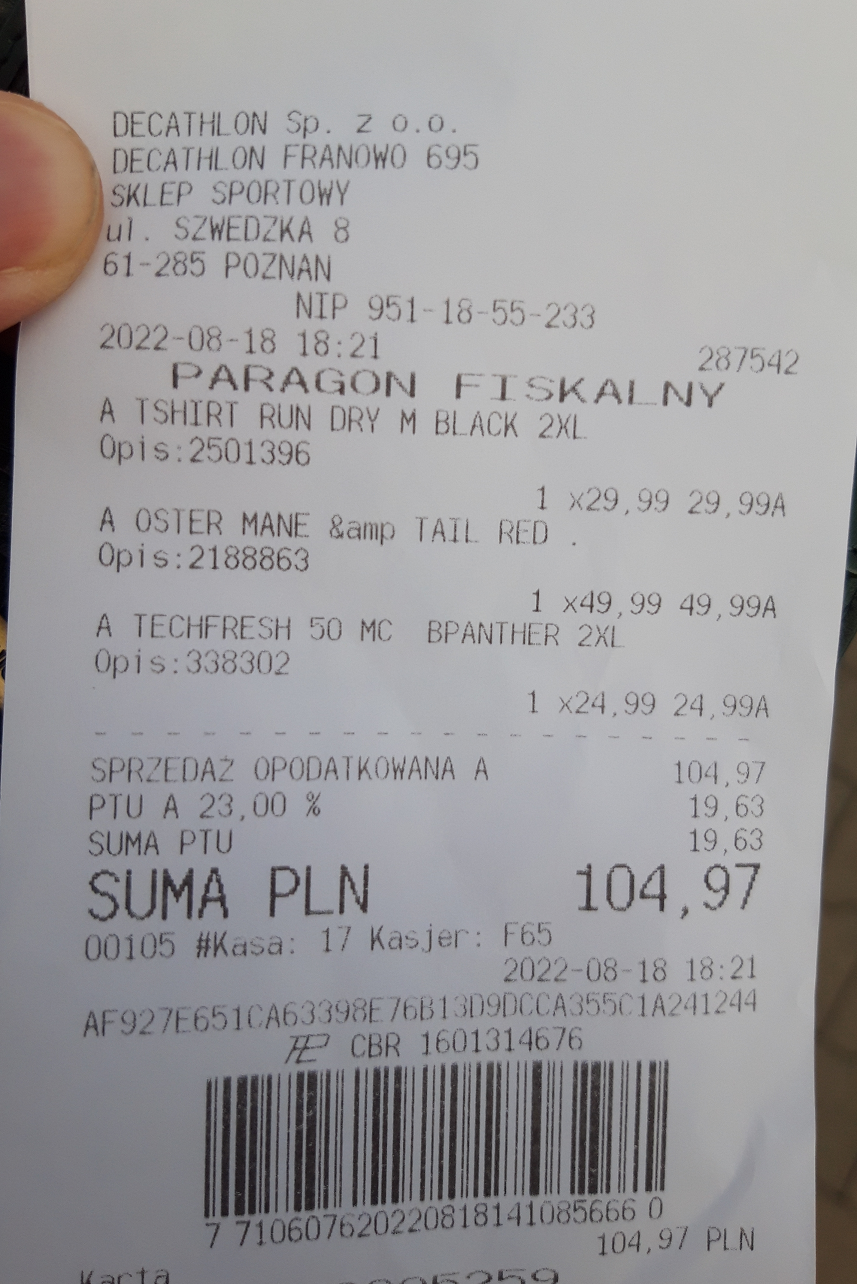 DECATHLON Sp. z o.o.
DECATHLON FRANOWO 695
SKLEP SPORTOWY
ul. SZWEDZKA 8
61-285 POZNAN
NIP 951-18-55-233
2022-08-18 18:21 287542
PARAGON FISKALNY
A TSHIRT RUN DRY M BLACK 2XL
Opis:2501396
1 x29,99 29,99A
A OSTER MANE &amp TAIL RED .
Opis:2188863
1 x49,99 49,99A
A TECHFRESH 50 MC BPANTHER 2XL
Opis:338302
1 x24,99 24,99A
SPRZEDAŻ OPODATKOWANA A 104,97
PTU A 23,00 % 19,63
SUMA PTU 19,63
SUMA PLN 104,97
00105 #Kasa: 17 Kasjer: F65
2022-08-18 18:21
AF927E651CA63398E76B13D9DCCA355C1A241244
CBR 1601314676
7 710607620220818141085666 0
104,97 PLN
Karta